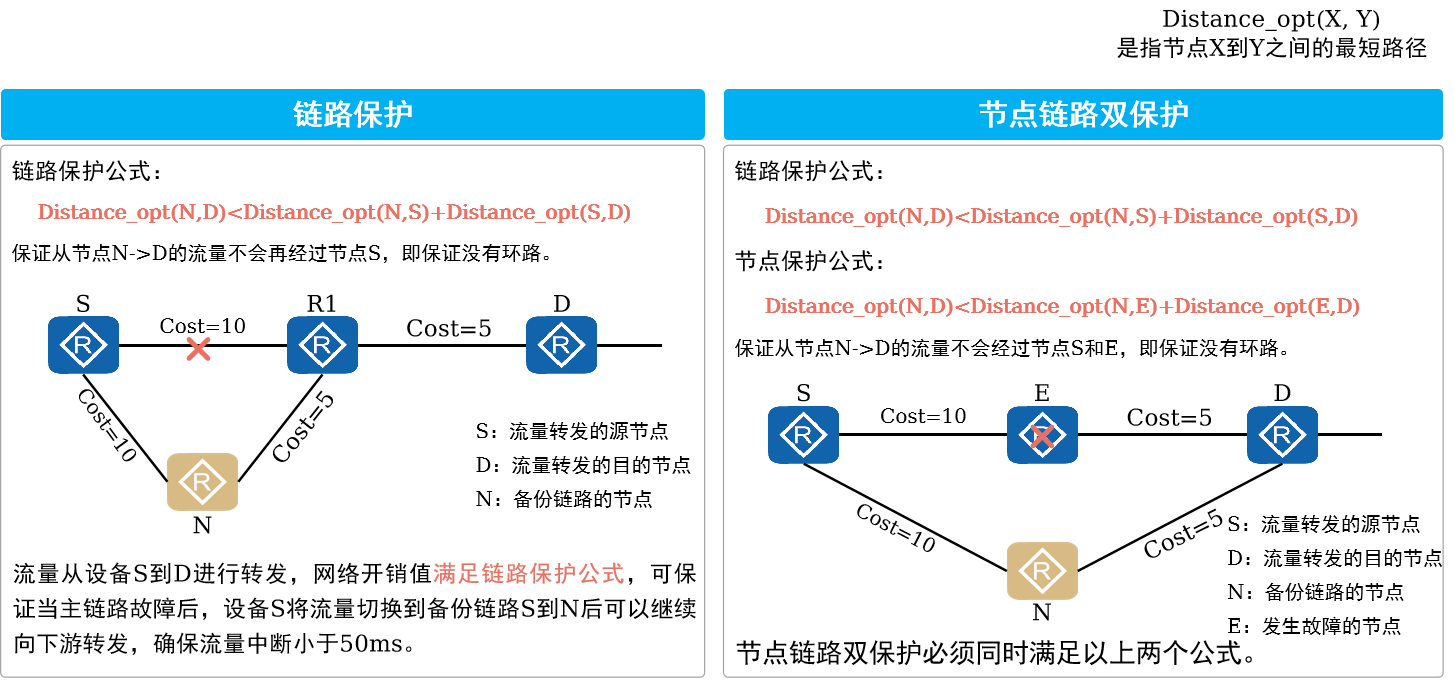 Distance_opt(X, Y)
是指节点X到Y之间的最短路径
链路保护
链路保护公式：
Distance_opt(N,D)<Distance_opt(N,S)+Distance_opt(S,D)
保证从节点N->D的流量不会再经过节点S，即保证没有环路。
S
R1
D
Cost=10
Cost=5
R
R
R
Cost=10
Cost=5
R
N
S：流量转发的源节点
D：流量转发的目的节点
N：备份链路的节点
流量从设备S到D进行转发，网络开销值满足链路保护公式，可保
证当主链路故障后，设备S将流量切换到备份链路S到N后可以继续
向下游转发，确保流量中断小于50ms。
节点链路双保护
链路保护公式：
Distance_opt(N,D)<Distance_opt(N,S)+Distance_opt(S,D)
节点保护公式：
Distance_opt(N,D)<Distance_opt(N,E)+Distance_opt(E,D)
保证从节点N->D的流量不会经过节点S和E，即保证没有环路。
S
E
D
Cost=10
Cost=5
R
R
R
Cost=10
Cost=5
R
N
S：流量转发的源节点
D：流量转发的目的节点
N：备份链路的节点
E：发生故障的节点
节点链路双保护必须同时满足以上两个公式。